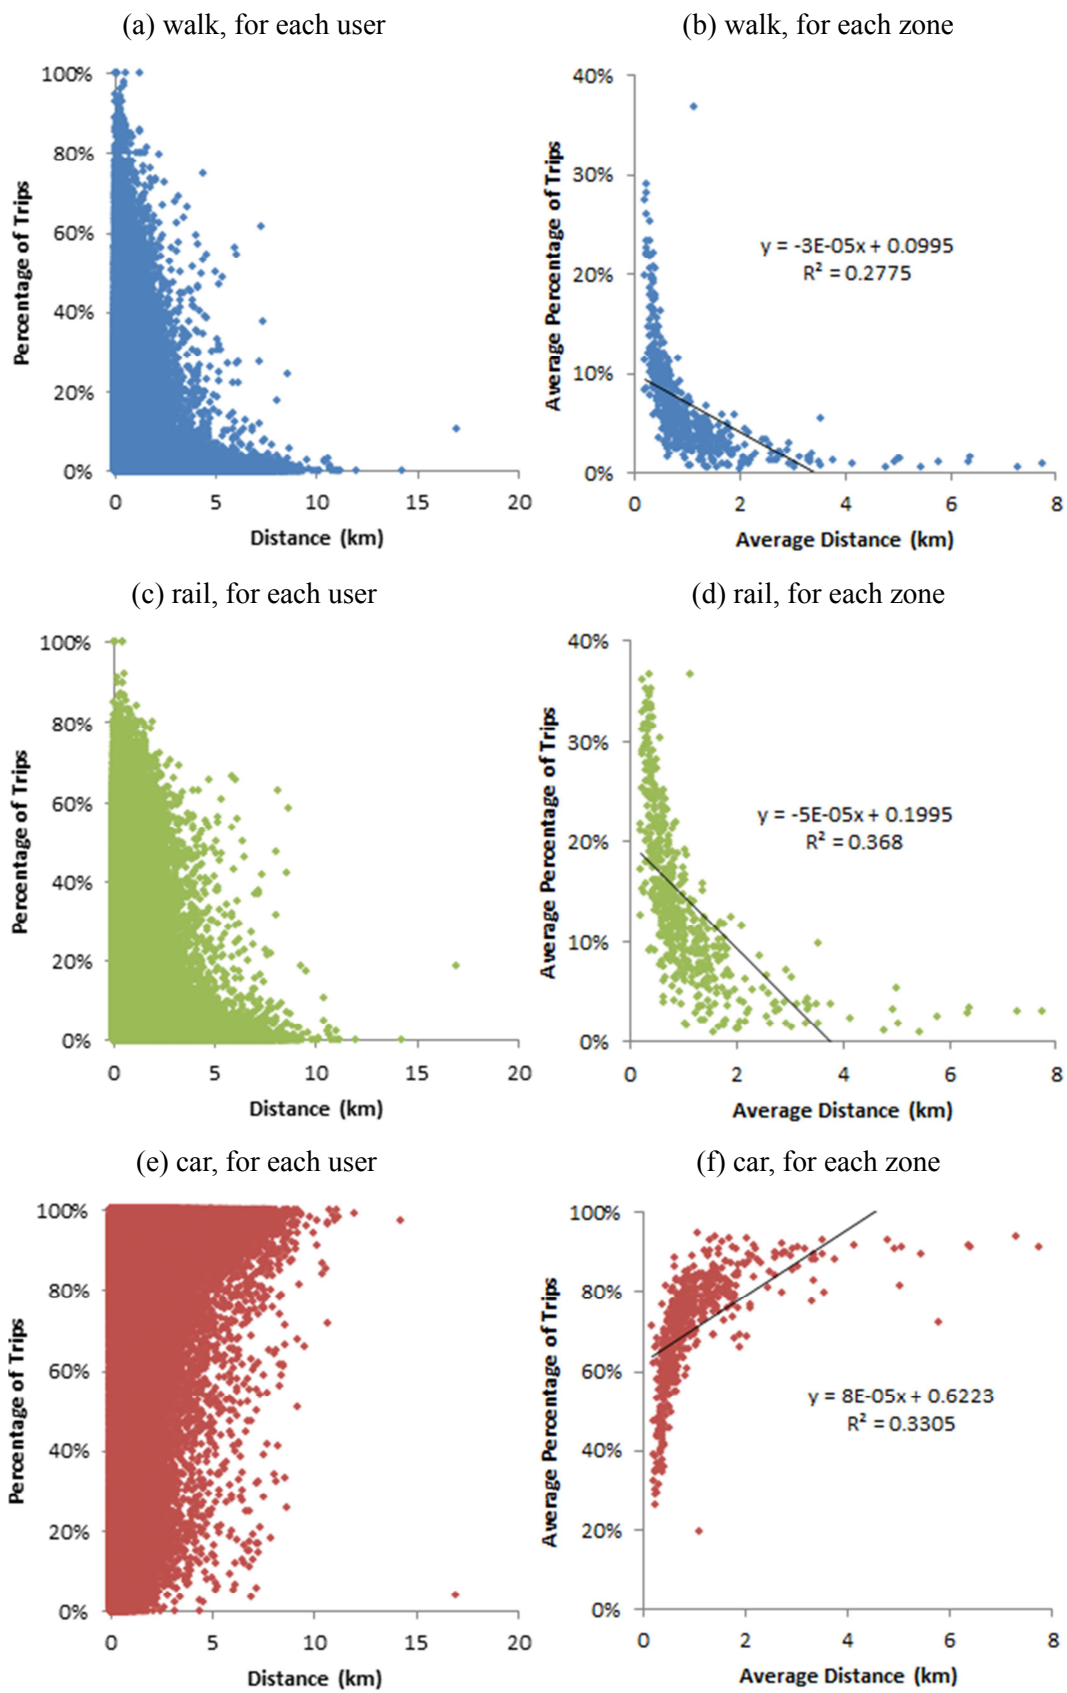 (a) walk, for each user
(b) walk, for each zone
100%
80%
60%
40%
20%
0%
Percentage of Trips
0 5 10 15 20
Distance (km)
40%
30%
20%
10%
0%
Average Percentage of Trips
y = -3E-05x + 0.0995
R² = 0.2775
0 2 4 6 8
Average Distance (km)
(c) rail, for each user
(d) rail, for each zone
100%
80%
60%
40%
20%
0%
Percentage of Trips
0 5 10 15 20
Distance (km)
40%
30%
20%
10%
0%
Average Percentage of Trips
y = -5E-05x + 0.1995
R² = 0.368
0 2 4 6 8
Average Distance (km)
(e) car, for each user
(f) car, for each zone
100%
80%
60%
40%
20%
0%
Percentage of Trips
0 5 10 15 20
Distance (km)
100%
80%
60%
40%
20%
0%
Average Percentage of Trips
y = 8E-05x + 0.6223
R² = 0.3305
0 2 4 6 8
Average Distance (km)